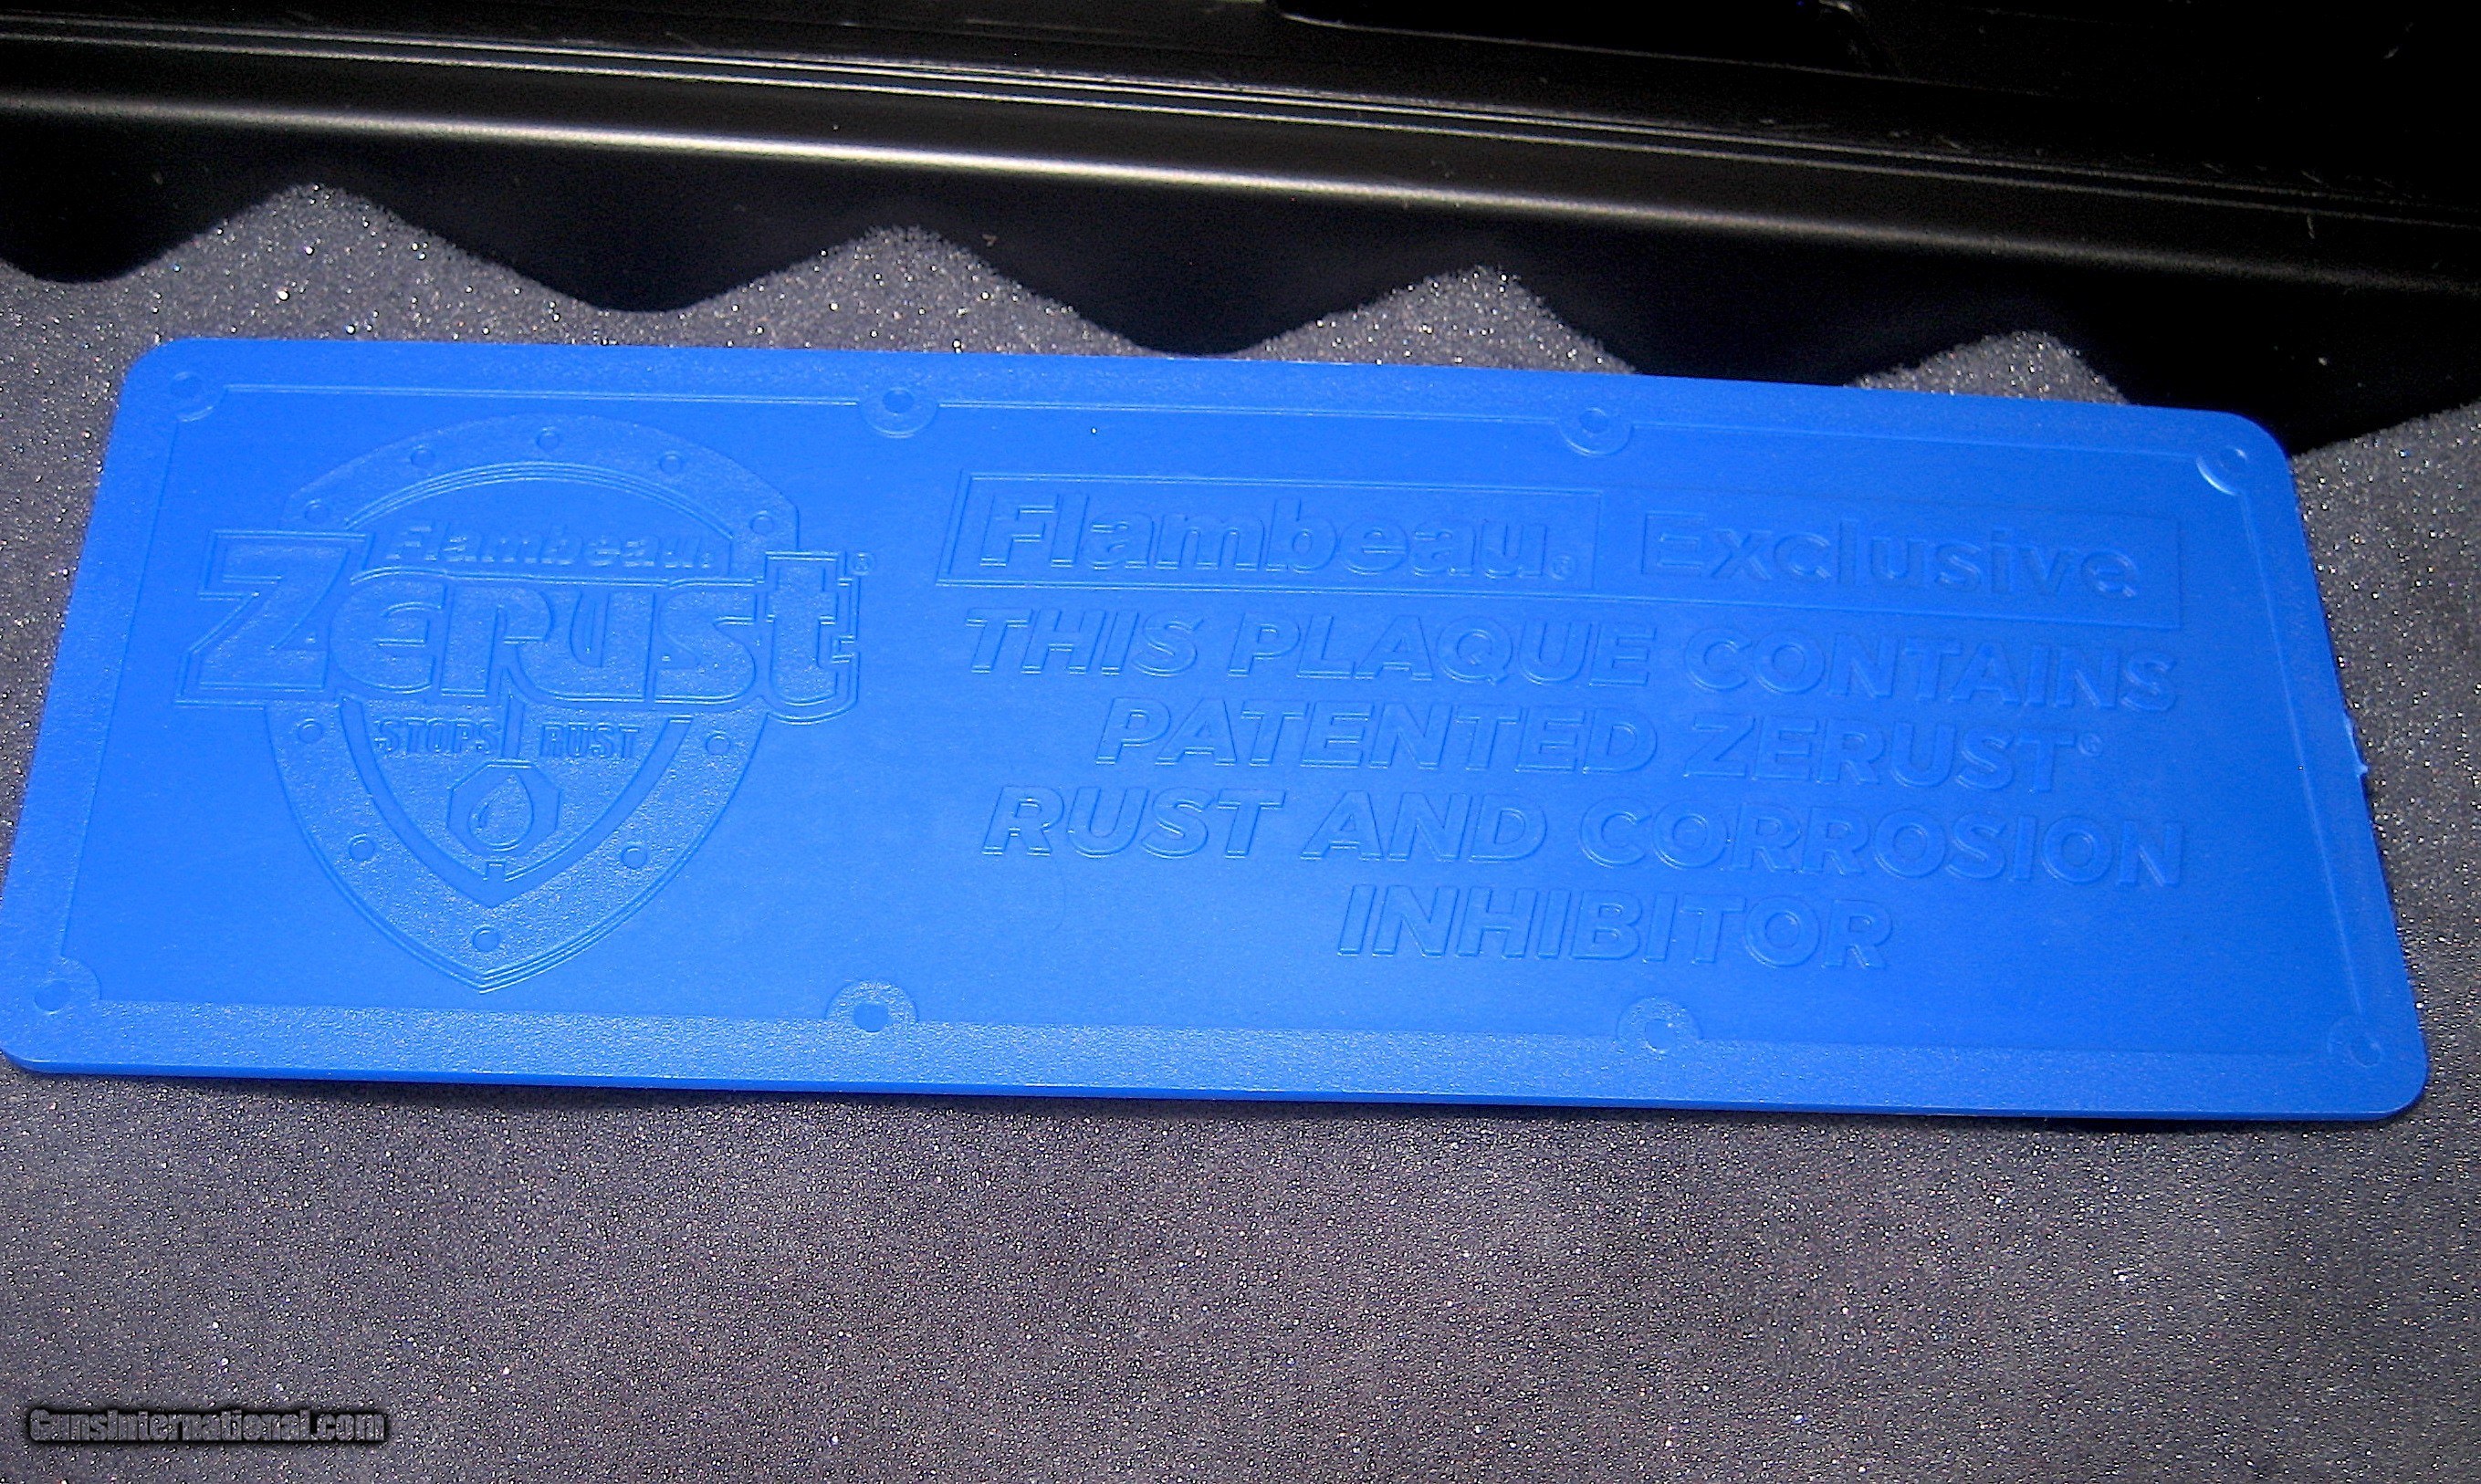 Flambeau.
Zerust®
STOPS RUST
Flambeau.® Exclusive
THIS PLAQUE CONTAINS
PATENTED ZERUST®
RUST AND CORROSION
INHIBITOR
GunsInternational.com